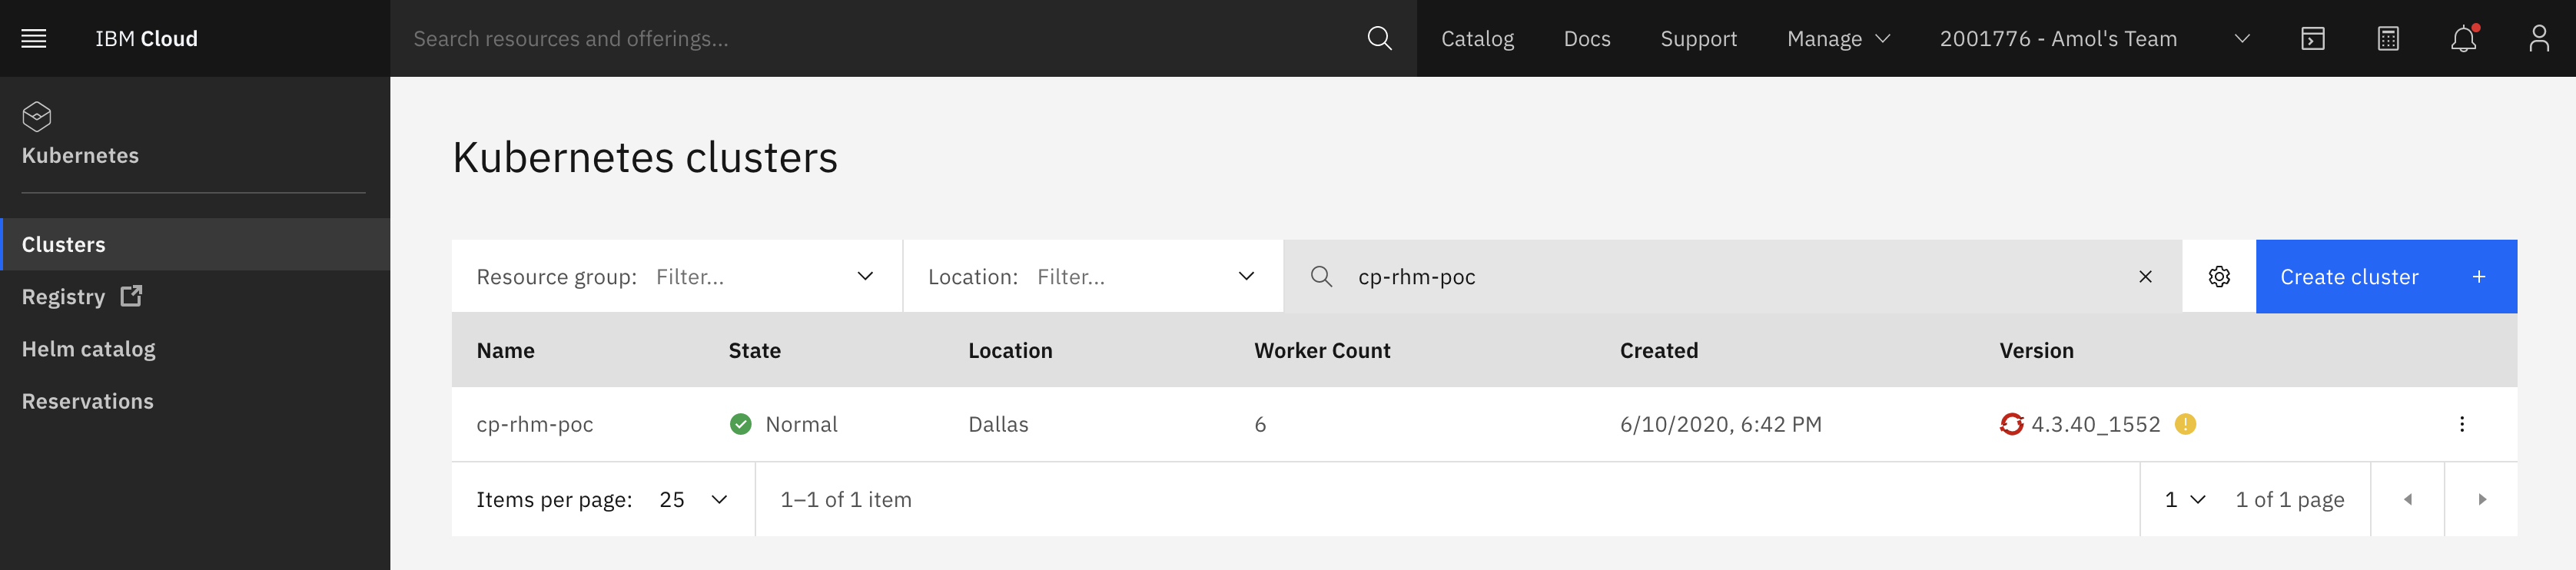 IBM Cloud
Search resources and offerings...
Catalog
Docs
Support
Manage
2001776 - Amol's Team
Kubernetes
Clusters
Registry
Helm catalog
Reservations
Kubernetes clusters
Resource group: Filter...
Location: Filter...
cp-rhm-poc
Create cluster +
Name State Location Worker Count Created Version
cp-rhm-poc Normal Dallas 6 6/10/2020, 6:42 PM 4.3.40_1552
Items per page: 25
1–1 of 1 item
1
1 of 1 page